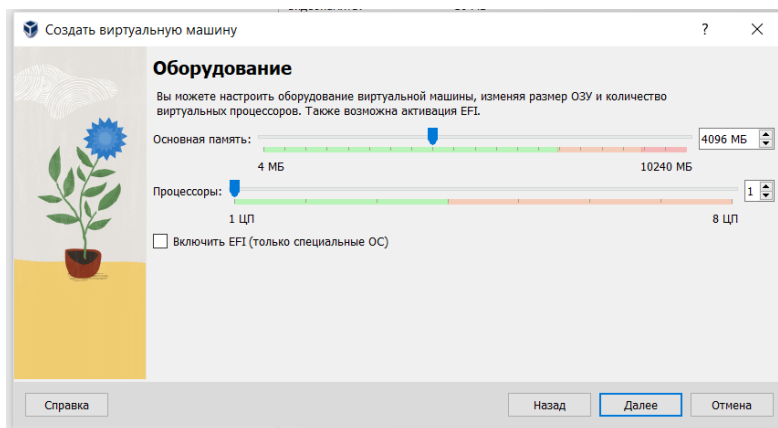 Создать виртуальную машину
?
Оборудование
Вы можете настроить оборудование виртуальной машины, изменяя размер ОЗУ и количество
виртуальных процессоров. Также возможна активация EFI.
Основная память:
4096 МБ
4 МБ
10240 МБ
Процессоры:
1
1 ЦП
8 ЦП
Включить EFI (только специальные ОС)
Справка
Назад
Далее
Отмена